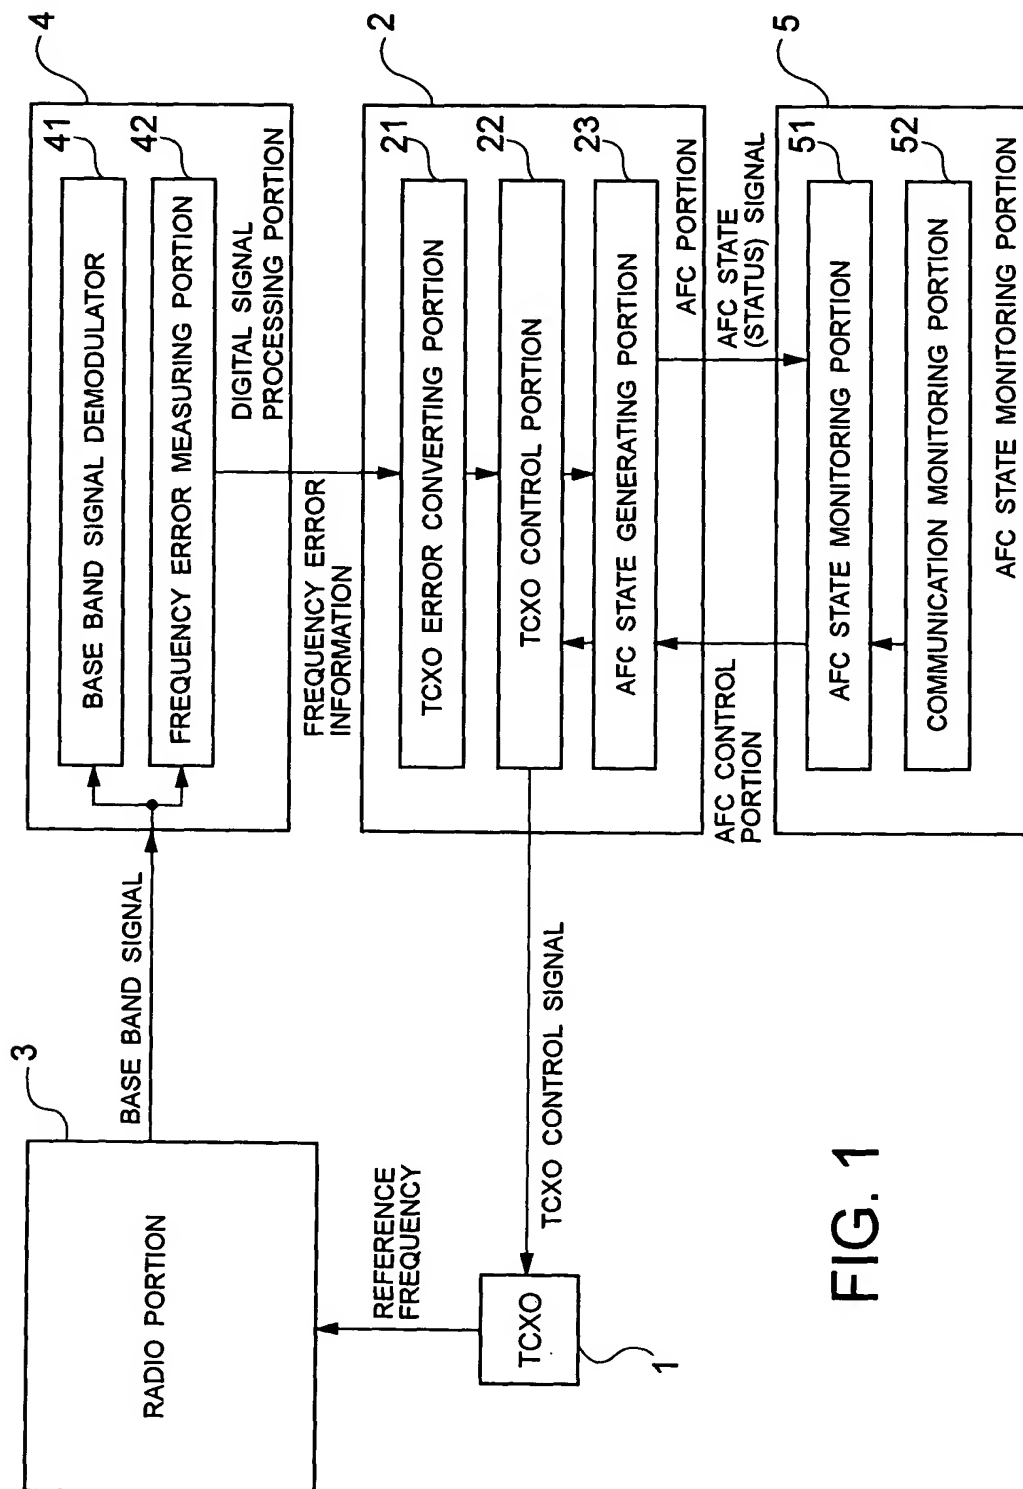 3
RADIO PORTION
BASE BAND SIGNAL
4
BASE BAND SIGNAL DEMODULATOR
41
FREQUENCY ERROR MEASURING PORTION
42
DIGITAL SIGNAL
PROCESSING PORTION
REFERENCE
FREQUENCY
FREQUENCY ERROR
INFORMATION
2
TCXO ERROR CONVERTING PORTION
21
TCXO
1
TCXO CONTROL SIGNAL
TCXO CONTROL PORTION
22
AFC STATE GENERATING PORTION
23
AFC PORTION
AFC CONTROL
PORTION
AFC STATE
(STATUS) SIGNAL
5
AFC STATE MONITORING PORTION
51
COMMUNICATION MONITORING PORTION
52
AFC STATE MONITORING PORTION
FIG. 1